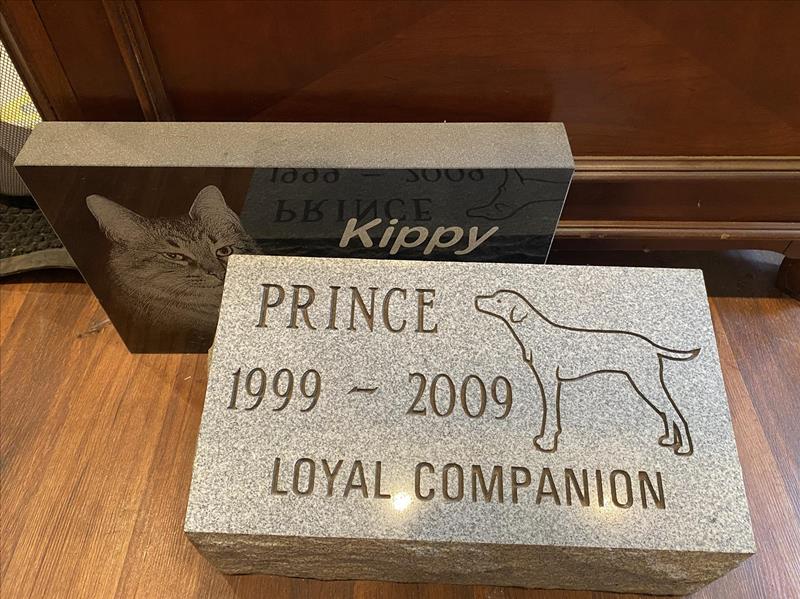 Kippy
PRINCE
1999 - 2009
LOYAL COMPANION